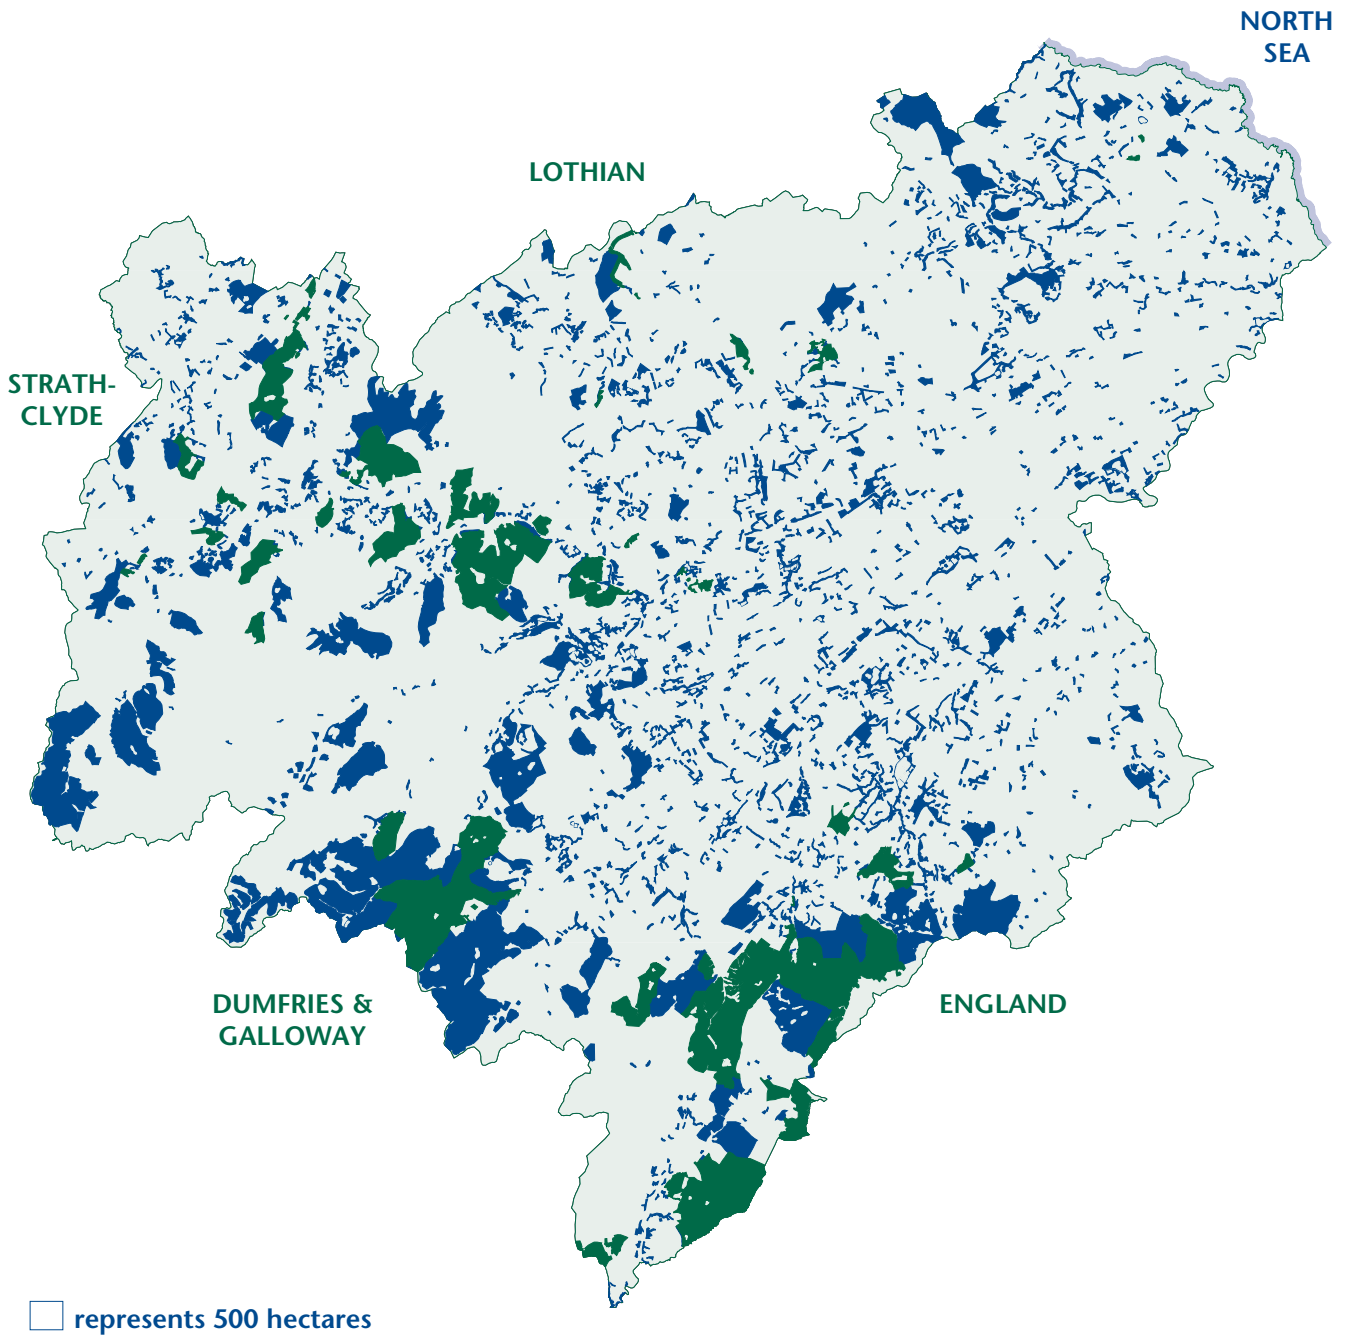 NORTH
SEA
LOTHIAN
STRATH-
CLYDE
DUMFRIES &
GALLOWAY
ENGLAND
represents 500 hectares